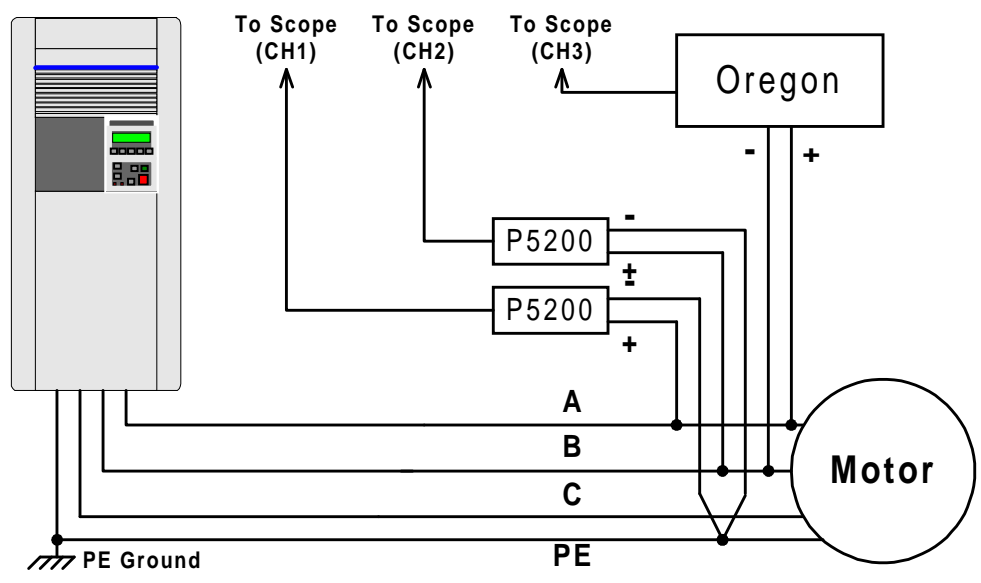 To Scope
(CH1)
To Scope
(CH2)
To Scope
(CH3)
Oregon
-
+
-
P5200
+
-
P5200
+
A
B
C
PE
Motor
PE Ground